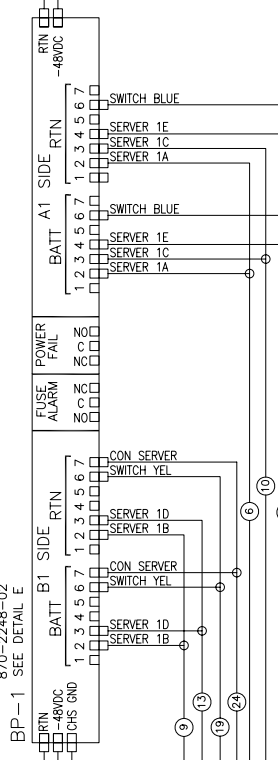 RTN
-48VDC
A1 SIDE
RTN
7
6
5
4
3
2
1
SWITCH BLUE
SERVER 1E
SERVER 1C
SERVER 1A
BATT
7
6
5
4
3
2
1
SWITCH BLUE
SERVER 1E
SERVER 1C
SERVER 1A
POWER
FAIL
NO
C
NC
FUSE
ALARM
NC
C
NO
B1 SIDE
RTN
7
6
5
4
3
2
1
CON SERVER
SWITCH YEL
SERVER 1D
SERVER 1B
BATT
7
6
5
4
3
2
1
CON SERVER
SWITCH YEL
SERVER 1D
SERVER 1B
RTN
-48VDC
CHS GND
BP-1
SEE DETAIL E
870-2248-02
10
6
24
13
19
9